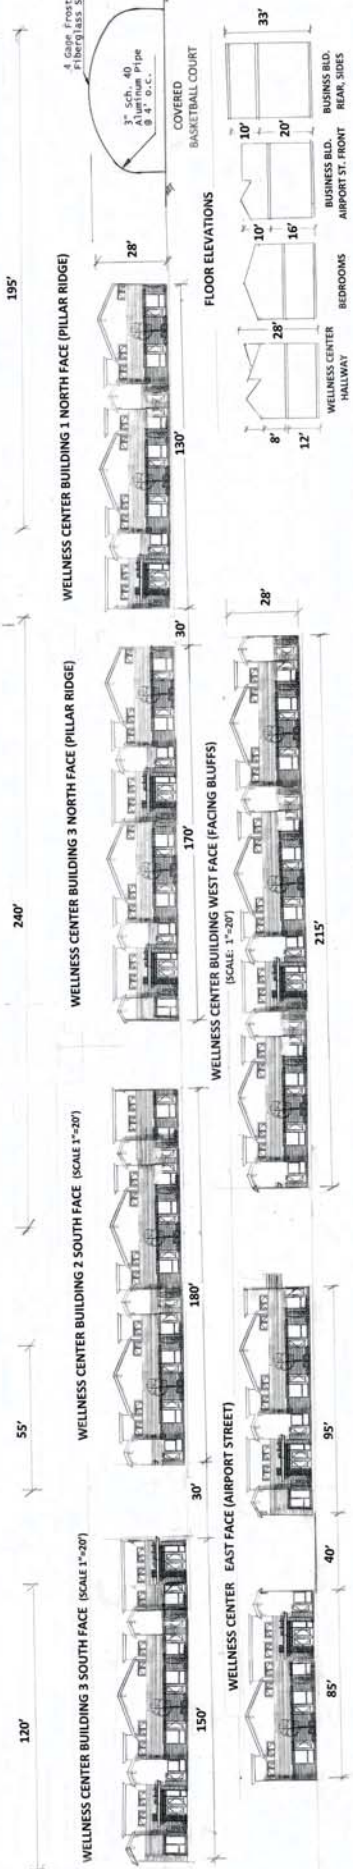 120'
55'
240'
195'
WELLNESS CENTER BUILDING 3 SOUTH FACE (SCALE 1"=20')
WELLNESS CENTER BUILDING 2 SOUTH FACE (SCALE 1"=20')
WELLNESS CENTER BUILDING 3 NORTH FACE (PILLAR RIDGE)
WELLNESS CENTER BUILDING 1 NORTH FACE (PILLAR RIDGE)
28'
150'
30'
180'
170'
30'
130'
4 Gage Frost
Fiberglass S
3" Sch. 40
Aluminum Pipe
@ 4' o.c.
COVERED
BASKETBALL COURT
WELLNESS CENTER EAST FACE (AIRPORT STREET)
WELLNESS CENTER BUILDING WEST FACE (FACING BLUFFS)
(SCALE: 1"=20')
28'
85'
40'
95'
215'
FLOOR ELEVATIONS
8'
12'
28'
10'
16'
10'
20'
33'
WELLNESS CENTER
HALLWAY
BEDROOMS
BUSINESS BLD.
AIRPORT ST. FRONT
BUSINSS BLD.
REAR, SIDES